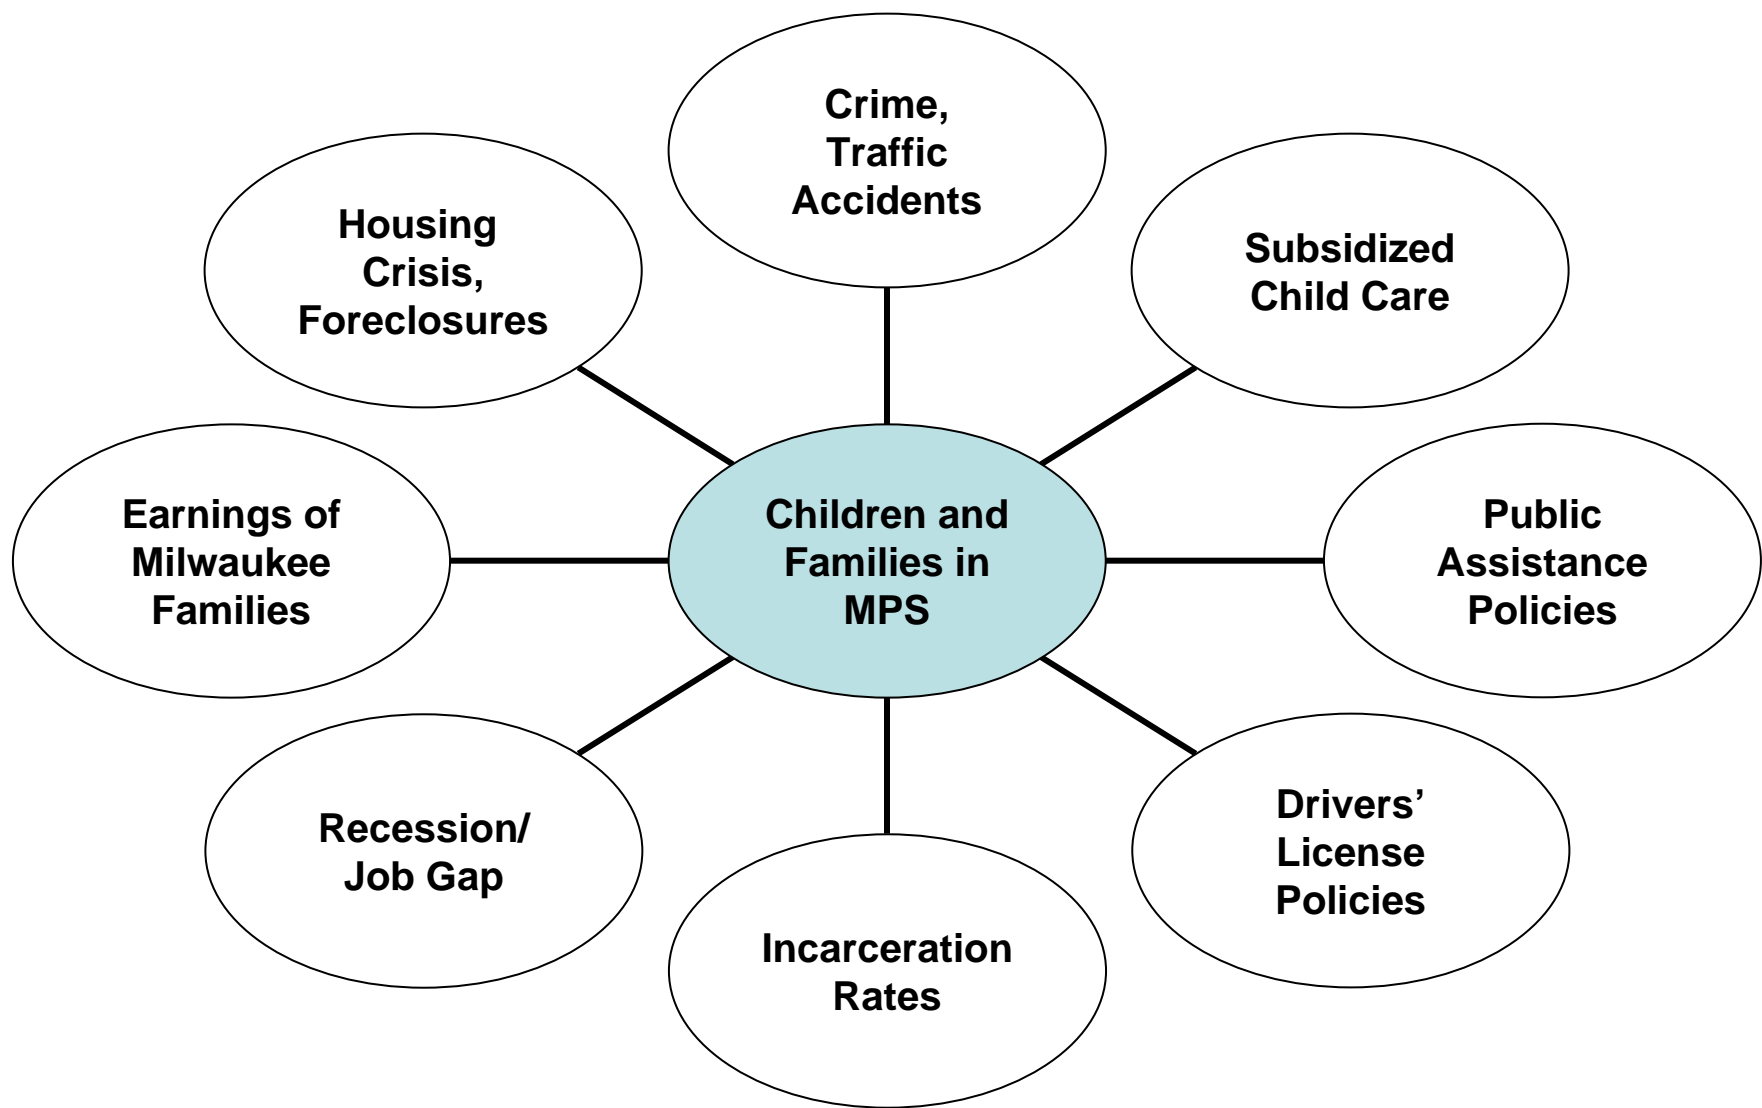 Crime,
Traffic
Accidents
Housing
Crisis,
Foreclosures
Subsidized
Child Care
Earnings of
Milwaukee
Families
Children and
Families in
MPS
Public
Assistance
Policies
Recession/
Job Gap
Drivers’
License
Policies
Incarceration
Rates